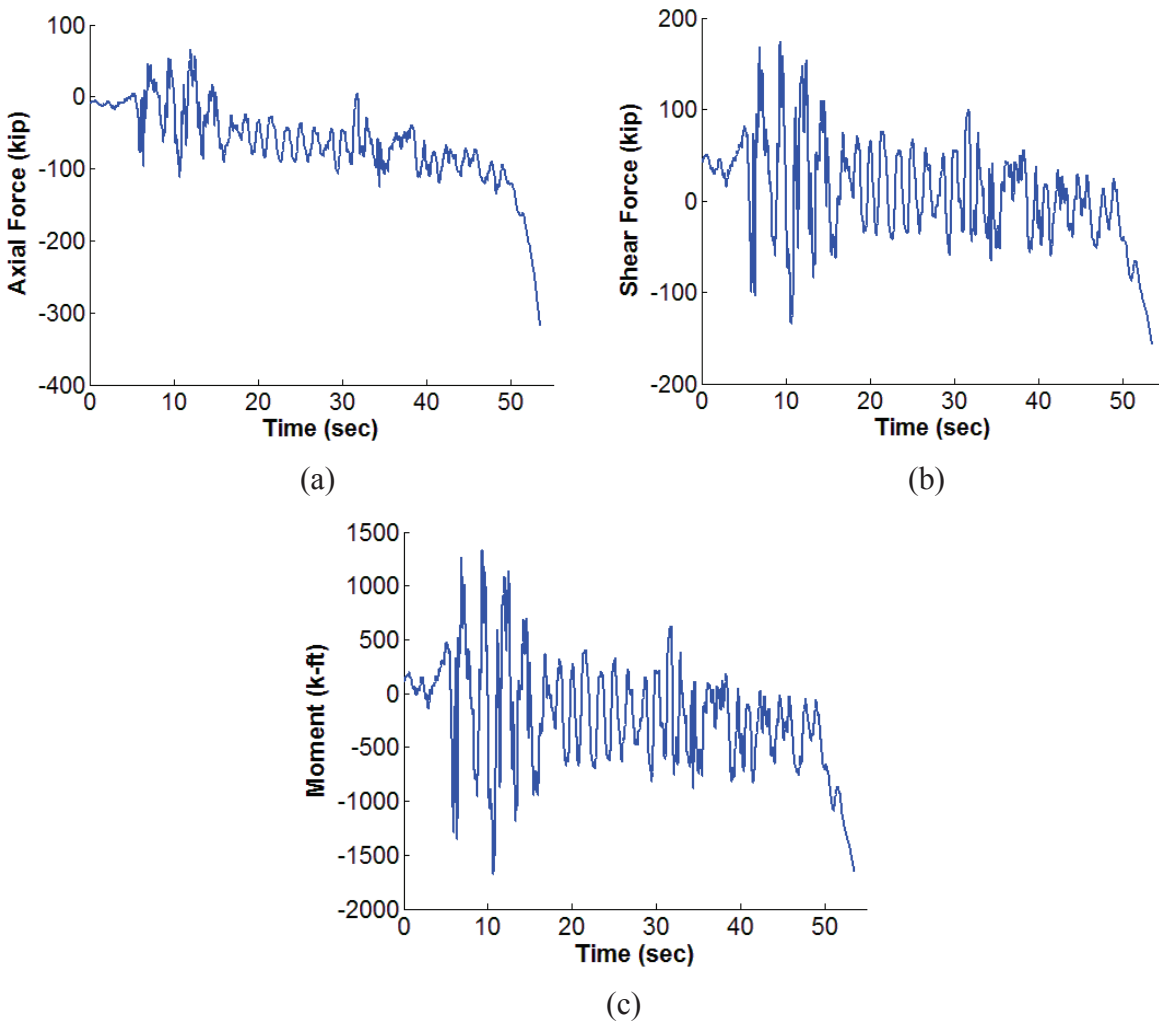 100
0
-100
-200
-300
-400
Axial Force (kip)
0 10 20 30 40 50
Time (sec)
(a)
200
100
0
-100
-200
Shear Force (kip)
0 10 20 30 40 50
Time (sec)
(b)
1500
1000
500
0
-500
-1000
-1500
-2000
Moment (k-ft)
0 10 20 30 40 50
Time (sec)
(c)